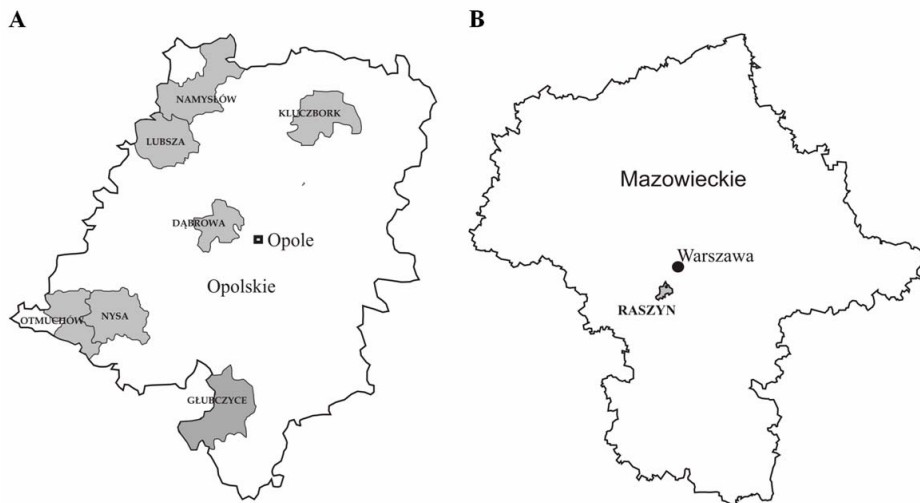 A
B
NAMYSŁÓW
KLUCZBORK
LUBSZA
DĄBROWA
Opole
Opolskie
OTMUCHÓW
NYSA
GŁUBCZYCE
Mazowieckie
Warszawa
RASZYN